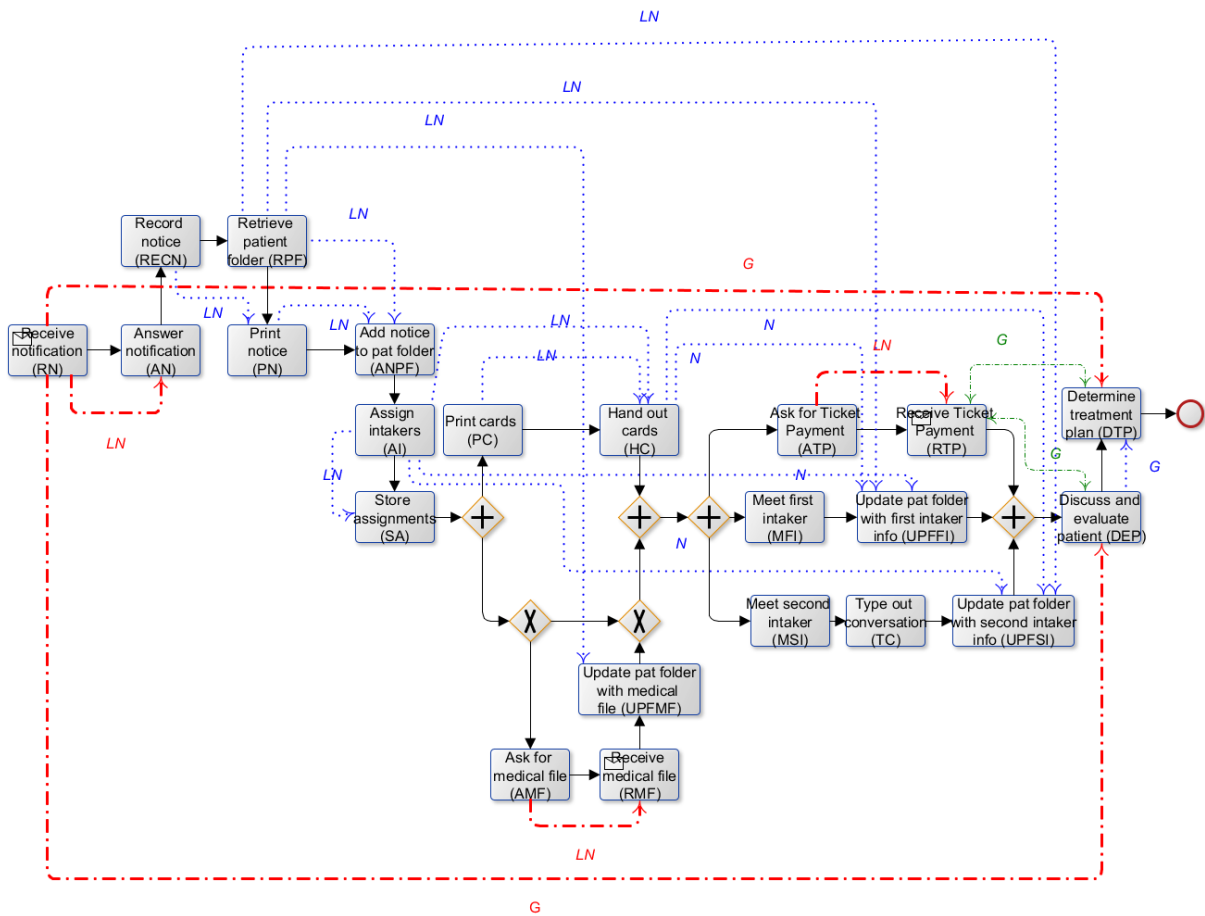 LN
LN
LN
Record
notice
(RECN)
Retrieve
patient
folder (RPF)
LN
G
LN
LN
LN
N
Receive
notification
(RN)
Answer
notification
(AN)
Print
notice
(PN)
Add notice
to pat folder
(ANPF)
LN
N
LN
G
LN
Assign
intakers
(AI)
Print cards
(PC)
Hand out
cards
(HC)
Ask for Ticket
Payment
(ATP)
Receive Ticket
Payment
(RTP)
Determine
treatment
plan (DTP)
LN
N
G
G
Store
assignments
(SA)
Meet first
intaker
(MFI)
Update pat folder
with first intaker
info (UPFFI)
Discuss and
evaluate
patient (DEP)
N
Meet second
intaker
(MSI)
Type out
conversation
(TC)
Update pat folder
with second intaker
info (UPFSI)
Update pat folder
with medical
file (UPFMF)
Ask for
medical file
(AMF)
Receive
medical file
(RMF)
LN
G